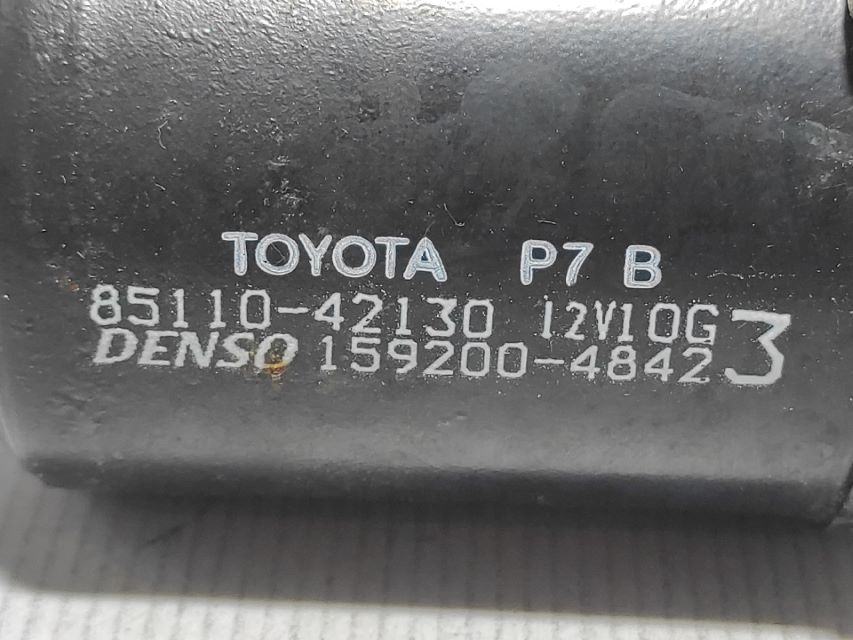 TOYOTA P7 B
85110-42130 12V10G
DENSO 159200-4842 3